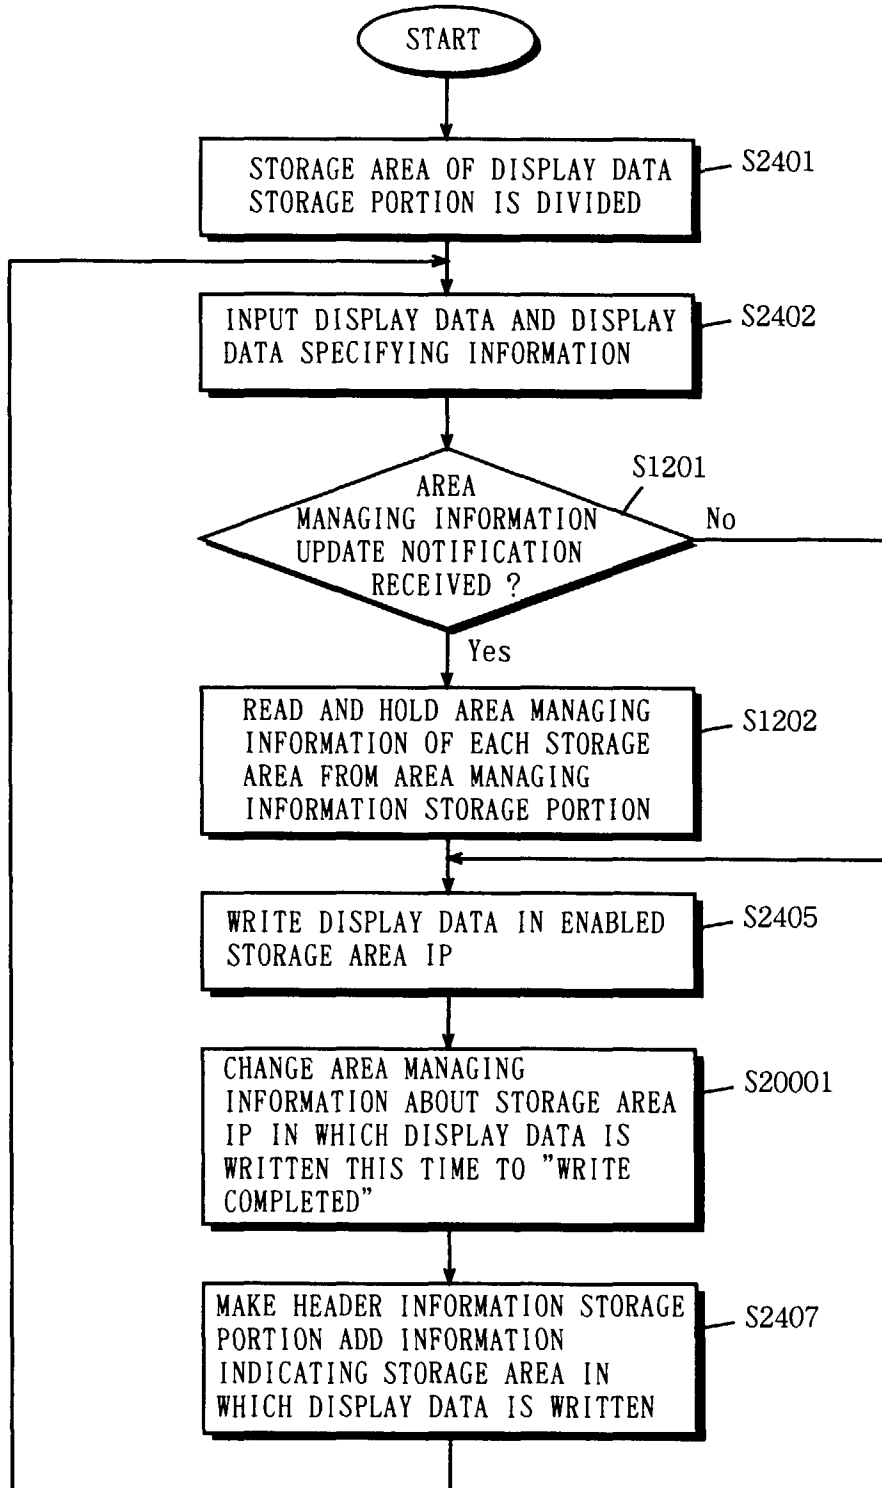 START
STORAGE AREA OF DISPLAY DATA
STORAGE PORTION IS DIVIDED
S2401
INPUT DISPLAY DATA AND DISPLAY
DATA SPECIFYING INFORMATION
S2402
AREA
MANAGING INFORMATION
UPDATE NOTIFICATION
RECEIVED ?
S1201
No
Yes
READ AND HOLD AREA MANAGING
INFORMATION OF EACH STORAGE
AREA FROM AREA MANAGING
INFORMATION STORAGE PORTION
S1202
WRITE DISPLAY DATA IN ENABLED
STORAGE AREA IP
S2405
CHANGE AREA MANAGING
INFORMATION ABOUT STORAGE AREA
IP IN WHICH DISPLAY DATA IS
WRITTEN THIS TIME TO "WRITE
COMPLETED"
S20001
MAKE HEADER INFORMATION STORAGE
PORTION ADD INFORMATION
INDICATING STORAGE AREA IN
WHICH DISPLAY DATA IS WRITTEN
S2407